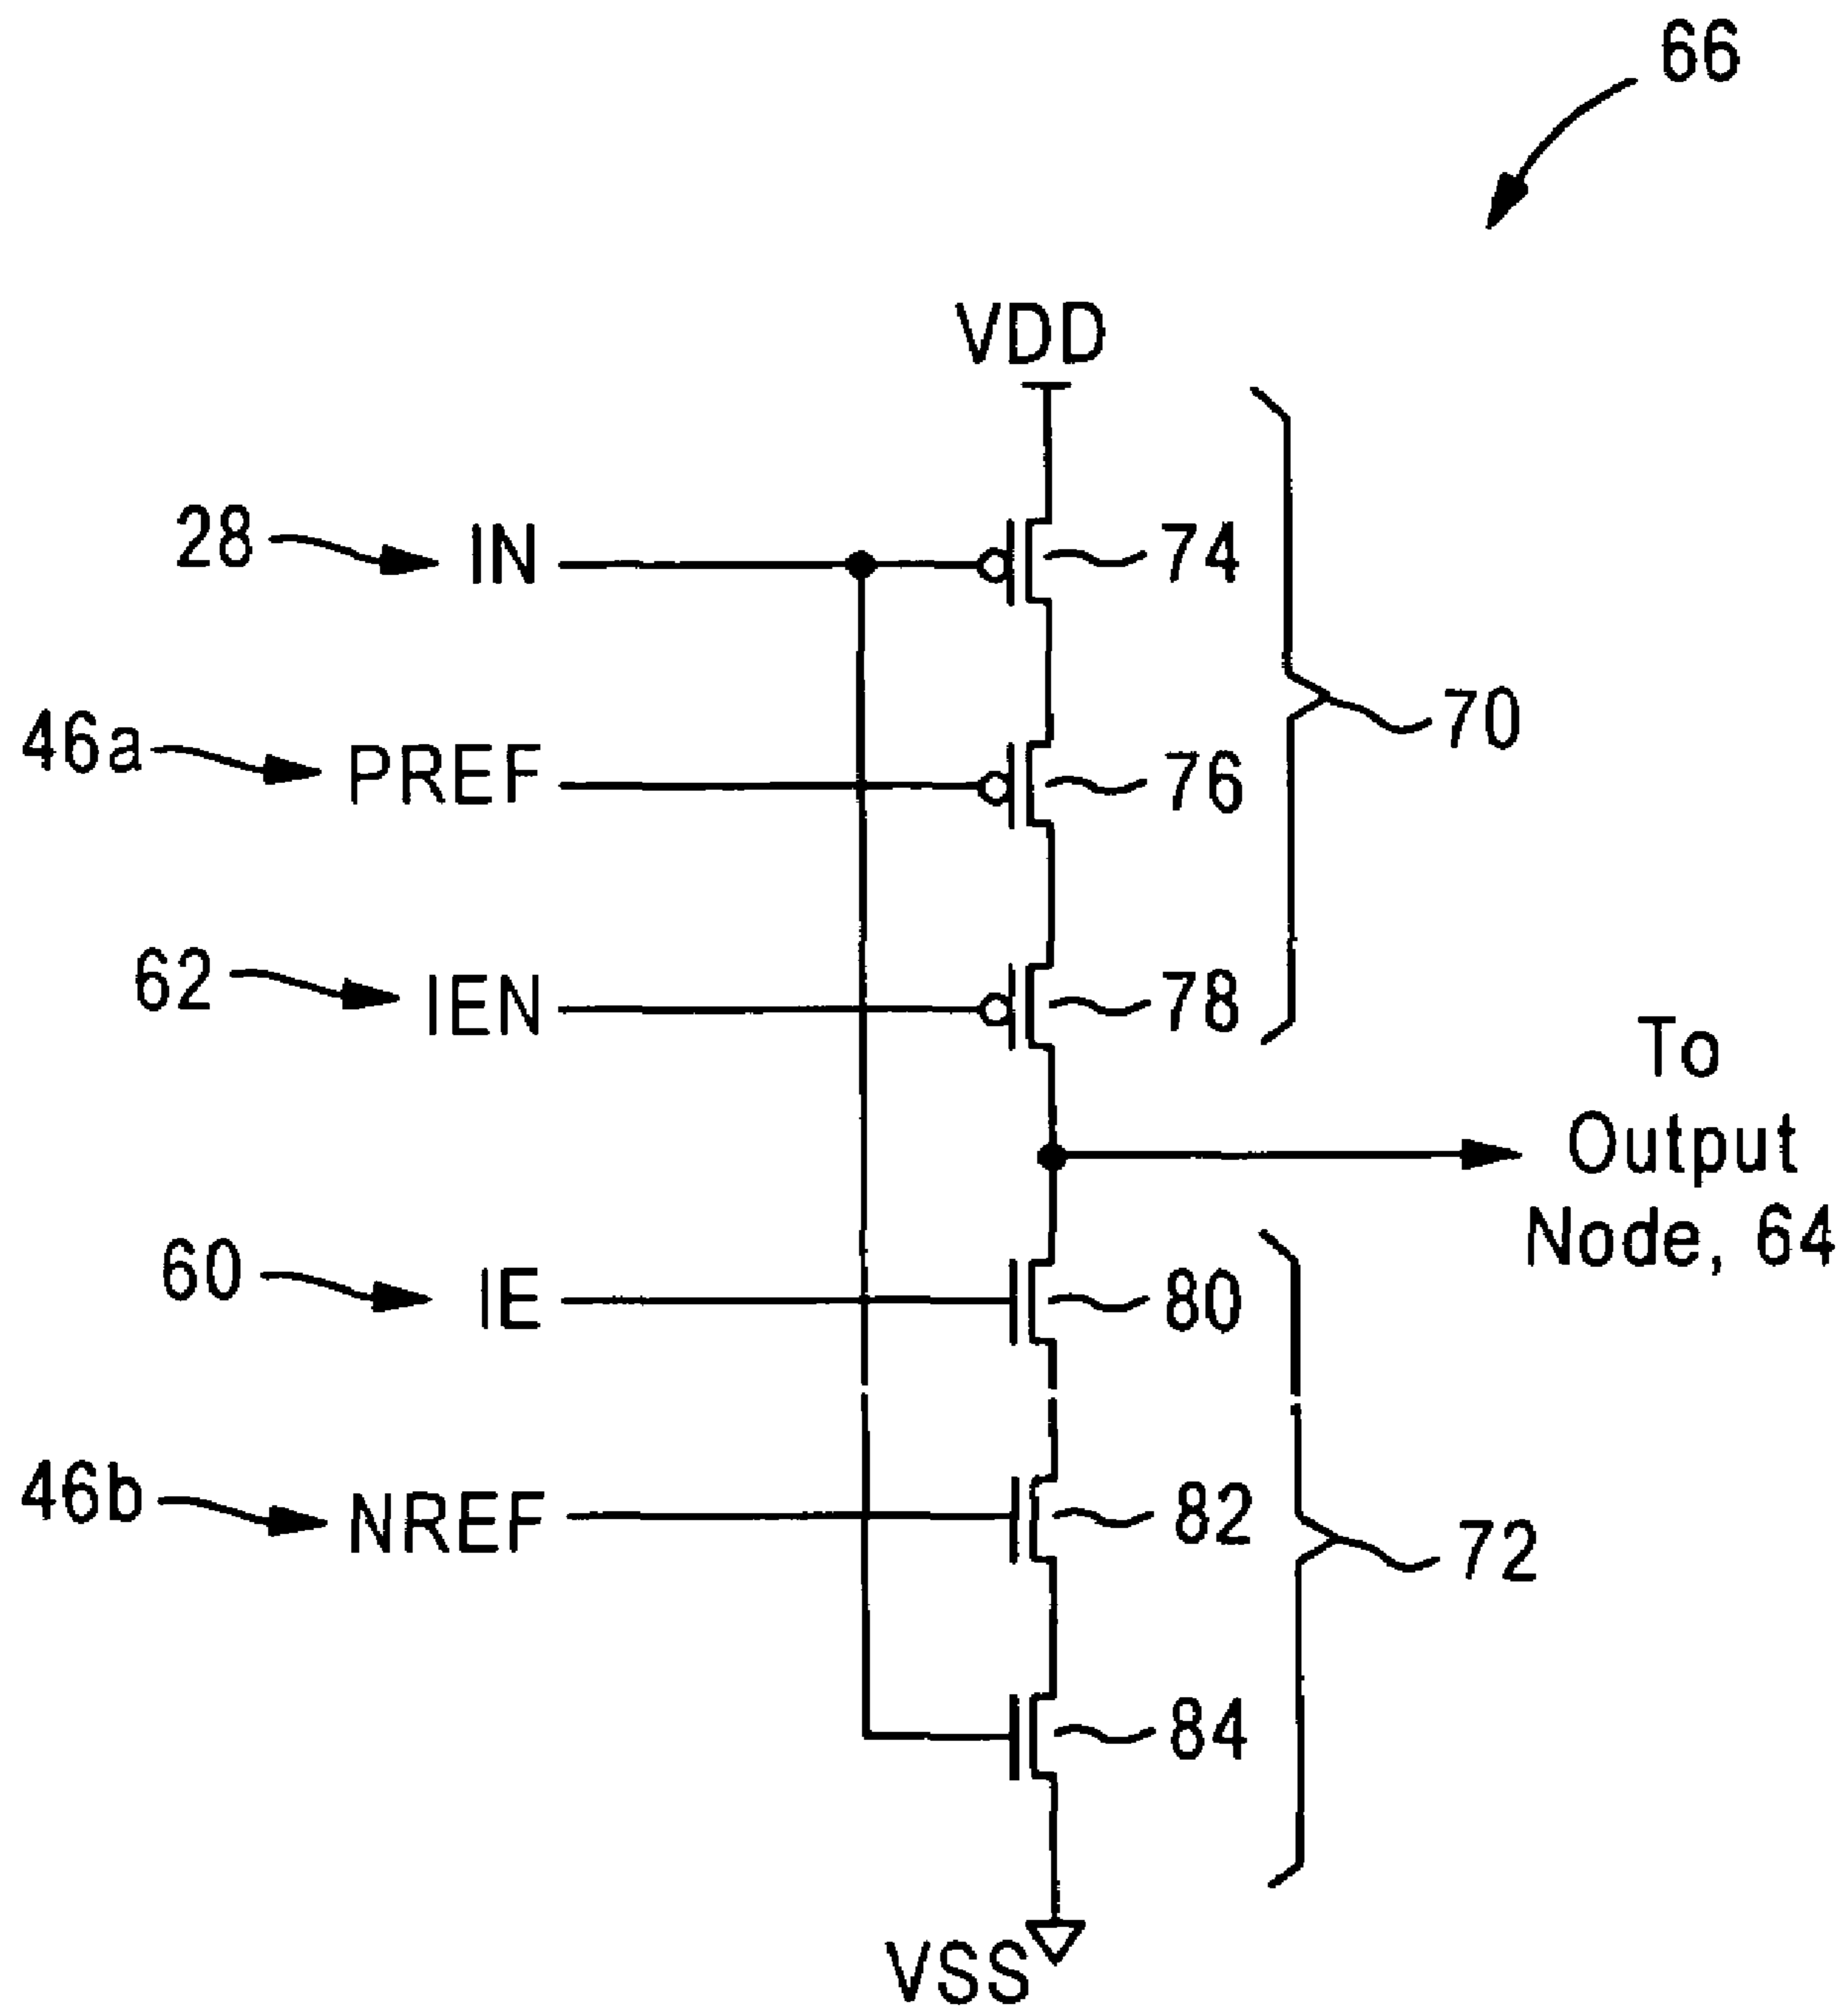 66
VDD
28 IN 74
46a PREF 76
70
62 IEN 78
To
Output
Node, 64
60 IE 80
46b NREF 82
72
84
VSS